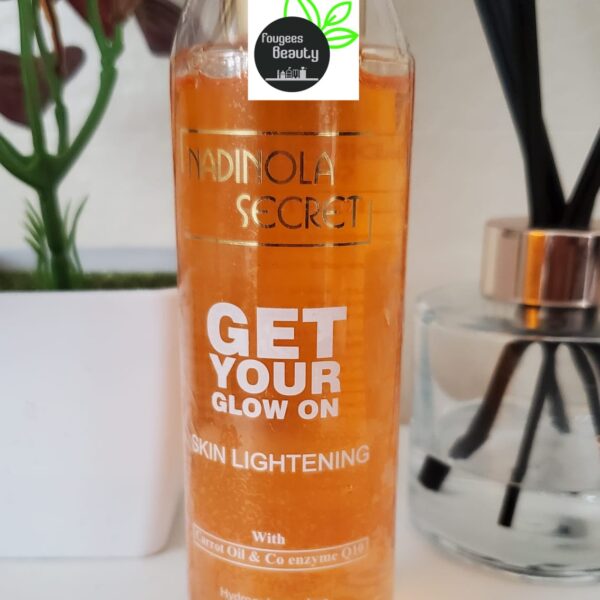 Fougees
Beauty
NADINOLA
SECRET
GET
YOUR
GLOW ON
SKIN LIGHTENING
With
Carrot Oil & Co enzyme Q10